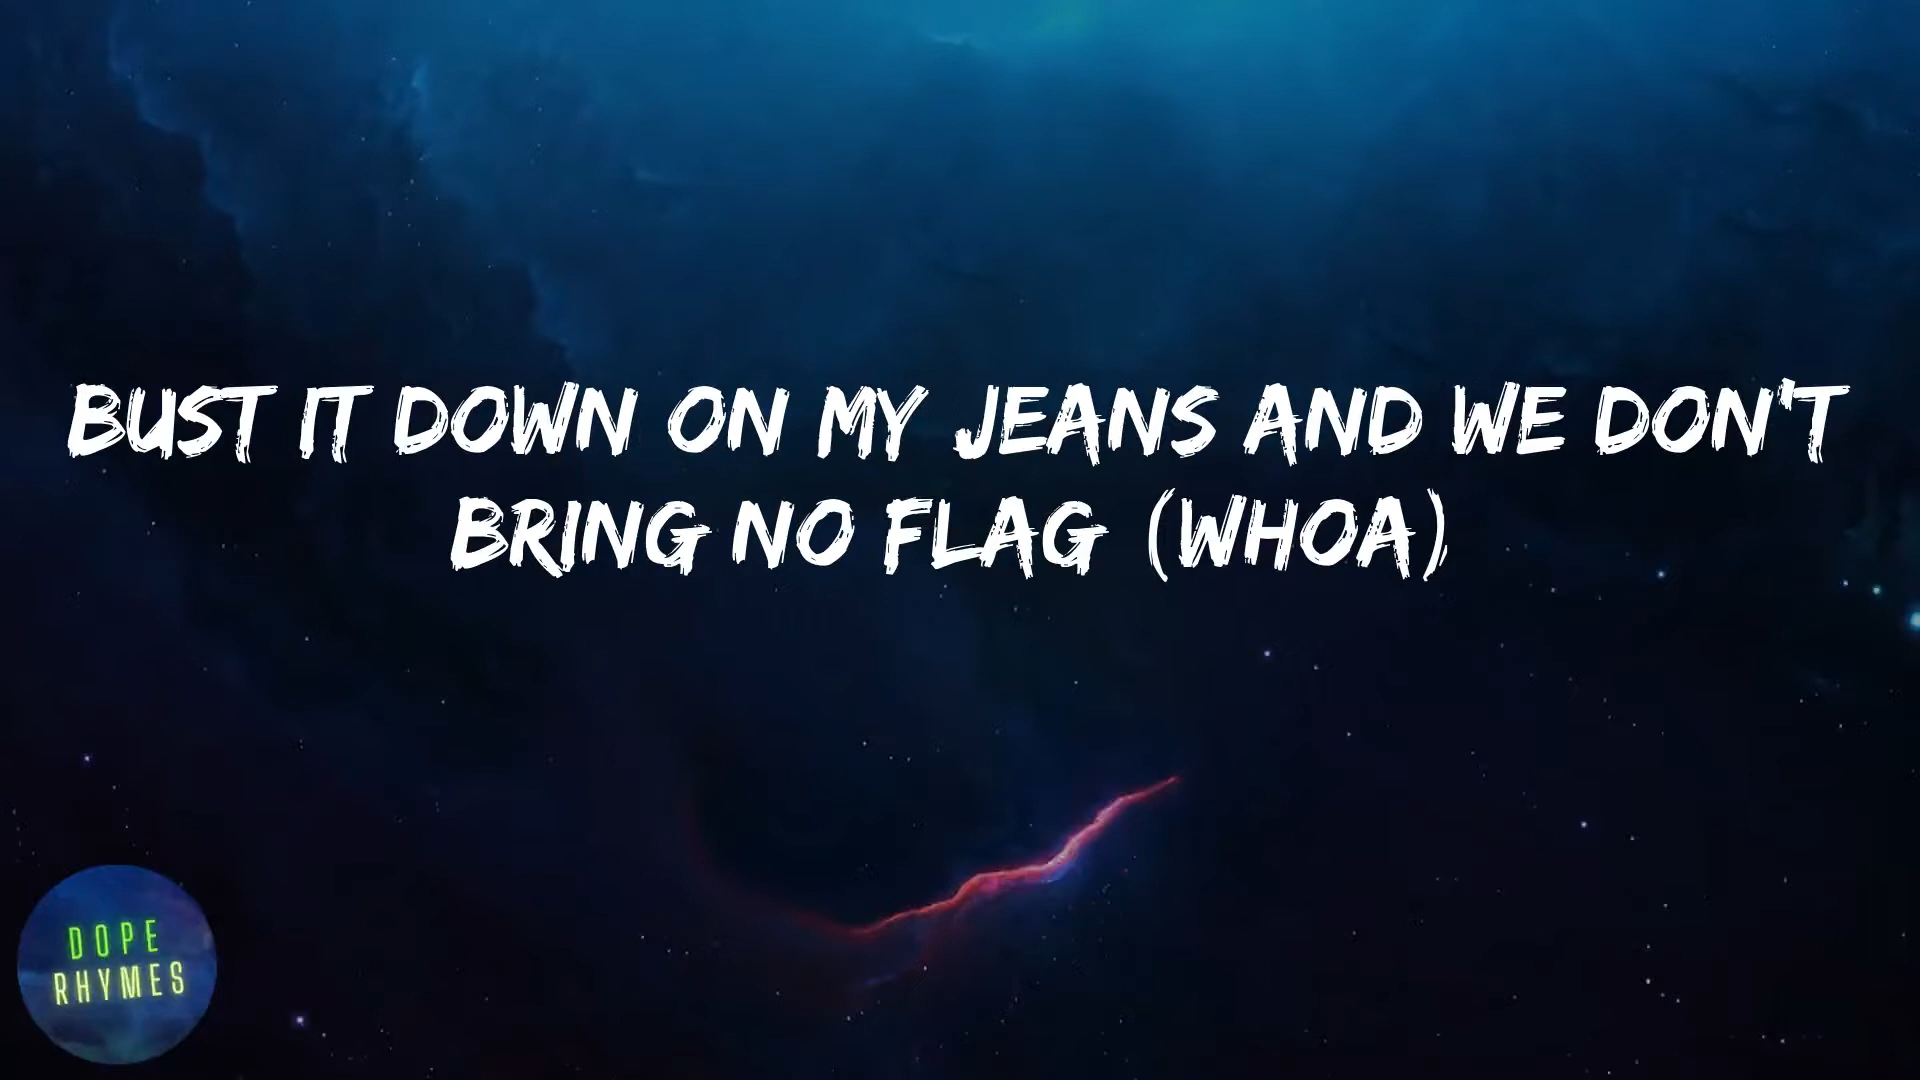 BUST IT DOWN ON MY JEANS AND WE DON'T
BRING NO FLAG (WHOA)
DOPE
RHYMES